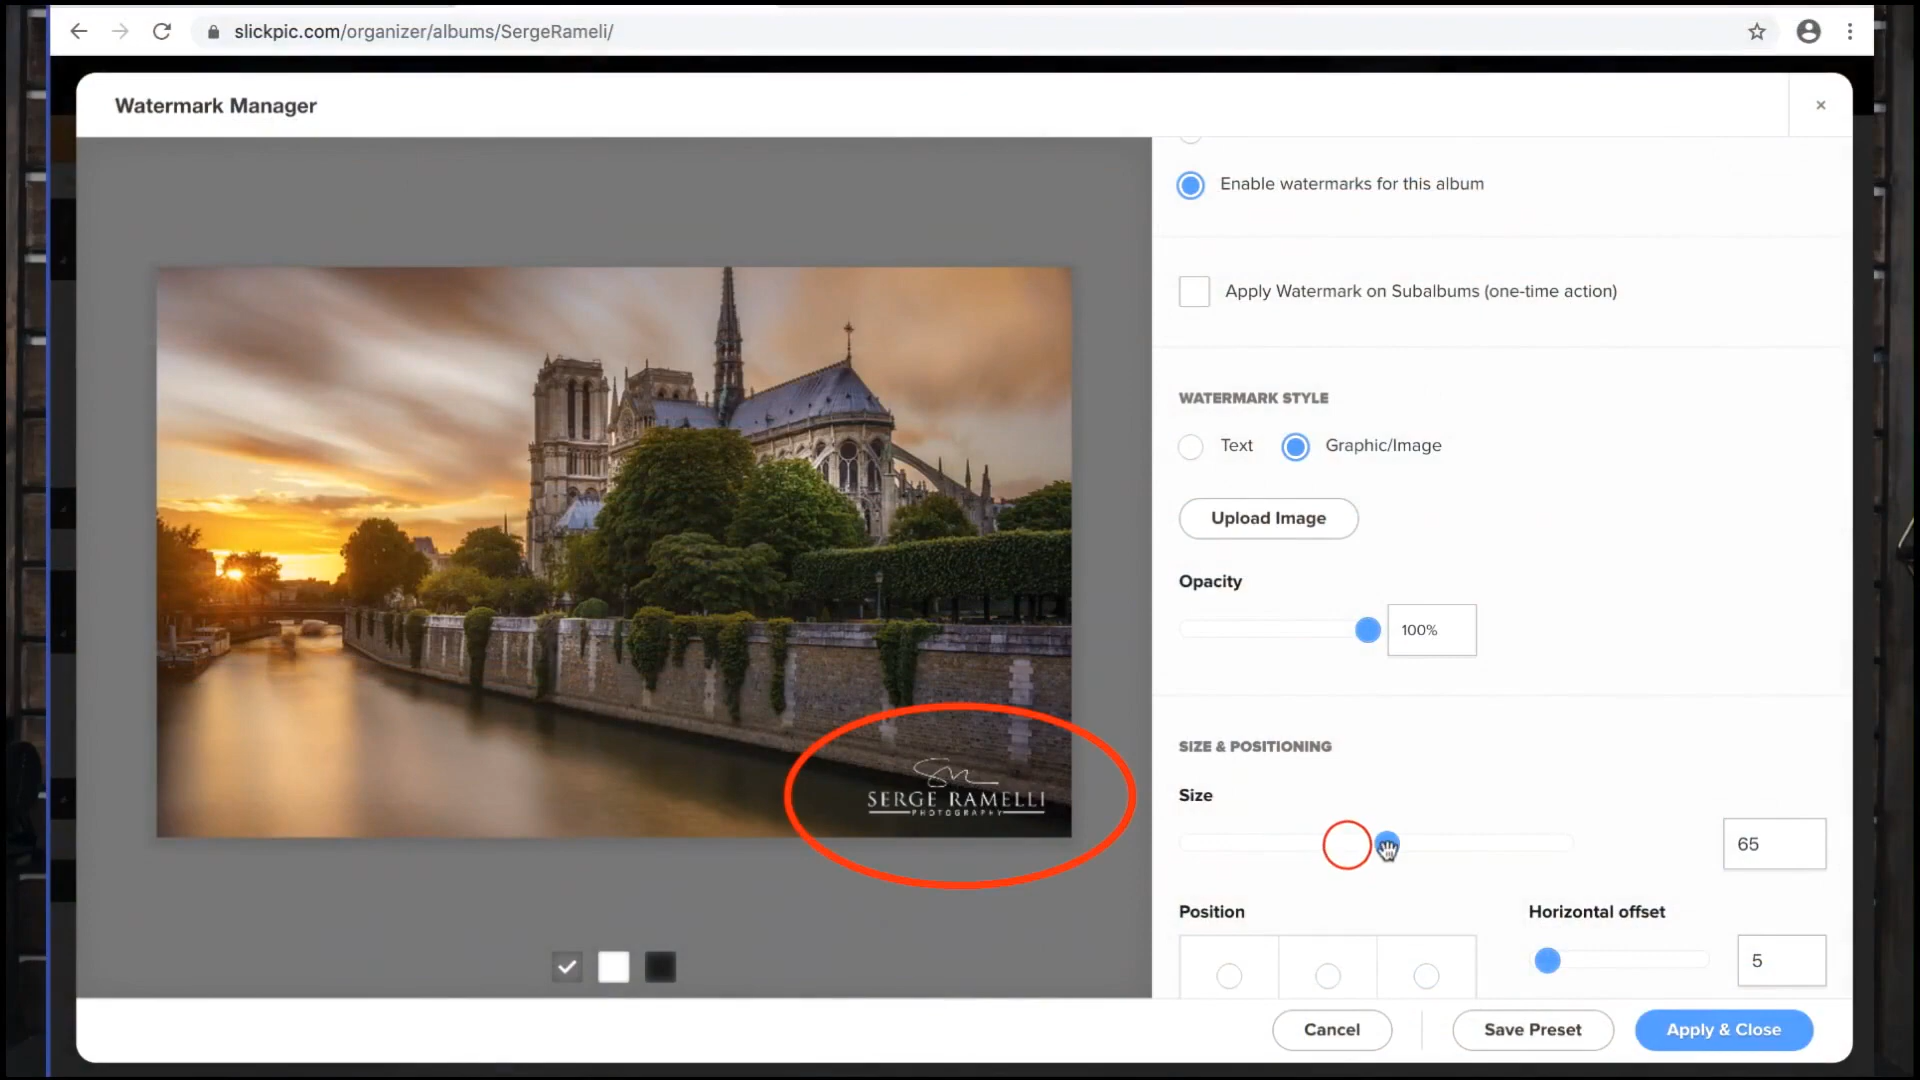 slickpic.com/organizer/albums/SergeRameli/
Watermark Manager
×
Enable watermarks for this album
Apply Watermark on Subalbums (one-time action)
WATERMARK STYLE
Text
Graphic/Image
Upload Image
Opacity
100%
SERGE RAMELLI
PHOTOGRAPHY
SIZE & POSITIONING
Size
65
Position
Horizontal offset
5
Cancel
Save Preset
Apply & Close